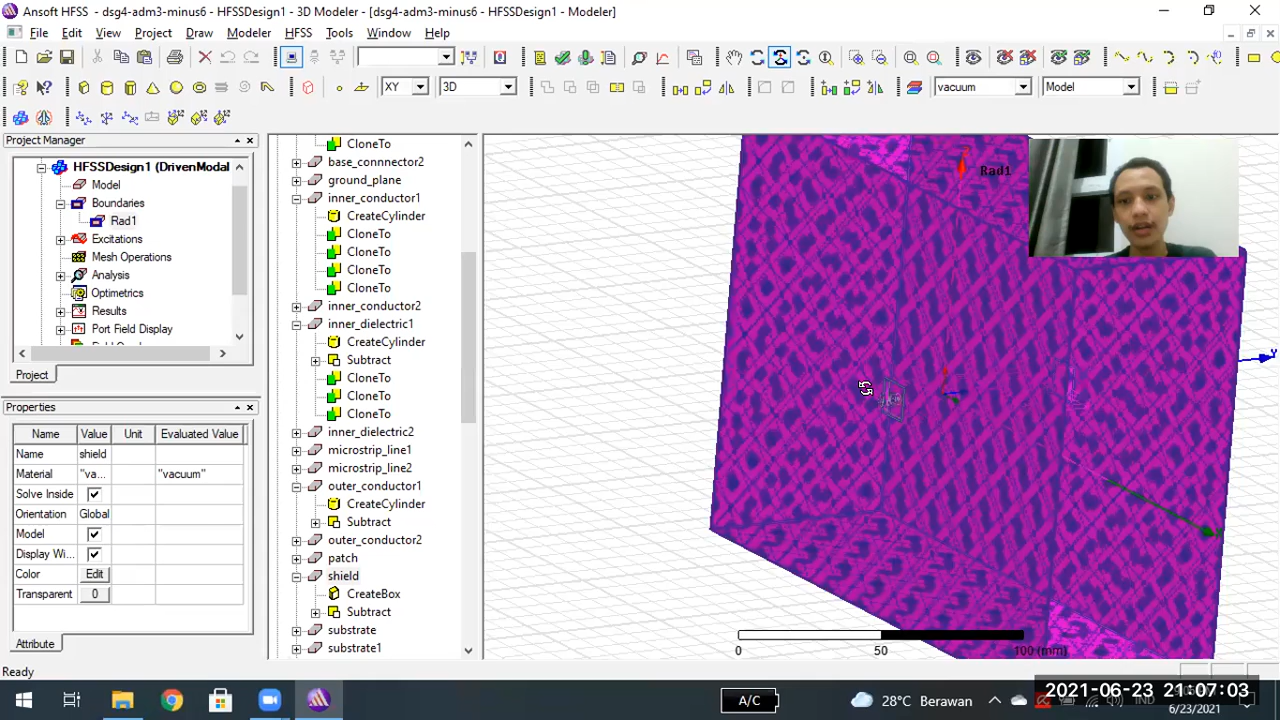 Ansoft HFSS - dsg4-adm3-minus6 - HFSSDesign1 - 3D Modeler - [dsg4-adm3-minus6 - HFSSDesign1 - Modeler]
File Edit View Project Draw Modeler HFSS Tools Window Help
XY 3D vacuum Model
Project Manager
HFSSDesign1 (DrivenModal
Model
Boundaries
Rad1
Excitations
Mesh Operations
Analysis
Optimetrics
Results
Port Field Display
Project
Properties
Name Value Unit Evaluated Value
Name shield
Material "va... "vacuum"
Solve Inside
Orientation Global
Model
Display Wi...
Color Edit
Transparent 0
Attribute
CloneTo
base_connnector2
ground_plane
inner_conductor1
CreateCylinder
CloneTo
CloneTo
CloneTo
CloneTo
inner_conductor2
inner_dielectric1
CreateCylinder
Subtract
CloneTo
CloneTo
CloneTo
inner_dielectric2
microstrip_line1
microstrip_line2
outer_conductor1
CreateCylinder
Subtract
outer_conductor2
patch
shield
CreateBox
Subtract
substrate
substrate1
Rad1
Y
0 50 100 (mm)
Ready
A/C
28°C Berawan
IND
2021-06-23 21:07:03
6/23/2021